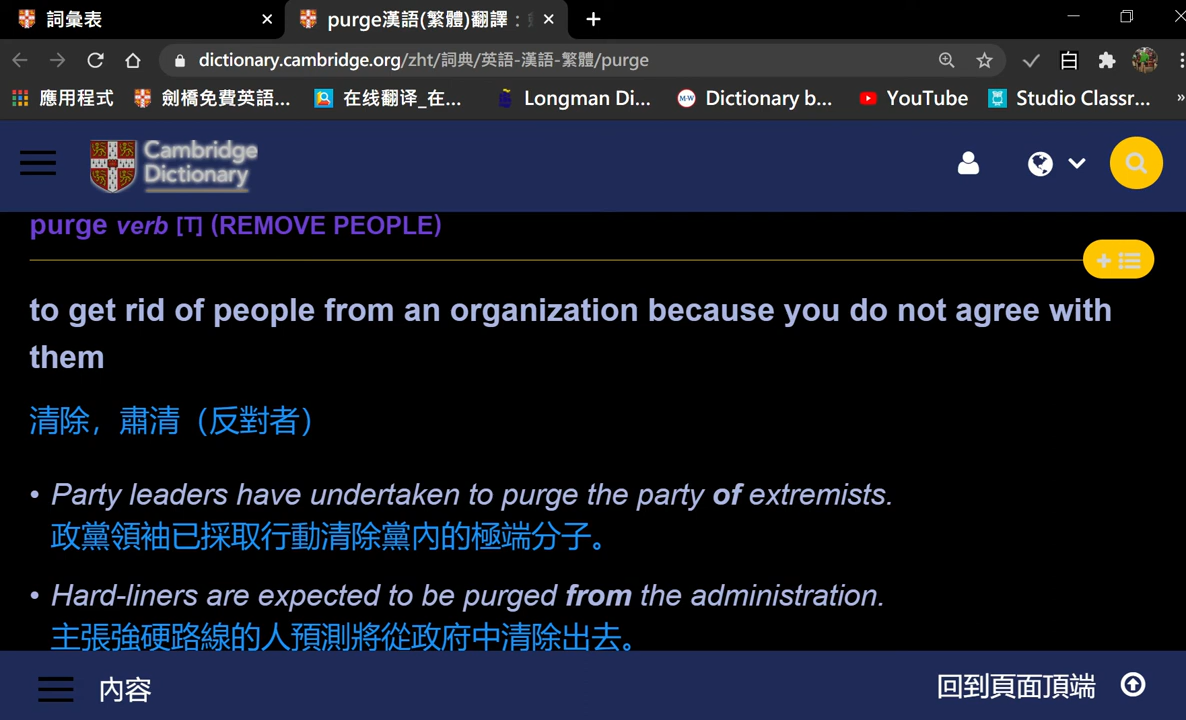 詞彙表
purge漢語(繁體)翻譯：
dictionary.cambridge.org/zht/詞典/英語-漢語-繁體/purge
白
應用程式 劍橋免費英語... 在线翻译_在... Longman Di... M-W Dictionary b... YouTube Studio Classr... »
Cambridge
Dictionary
purge verb [T] (REMOVE PEOPLE)
to get rid of people from an organization because you do not agree with
them
清除，肅清（反對者）
• Party leaders have undertaken to purge the party of extremists.
政黨領袖已採取行動清除黨內的極端分子。
• Hard-liners are expected to be purged from the administration.
主張強硬路線的人預測將從政府中清除出去。
內容
回到頁面頂端